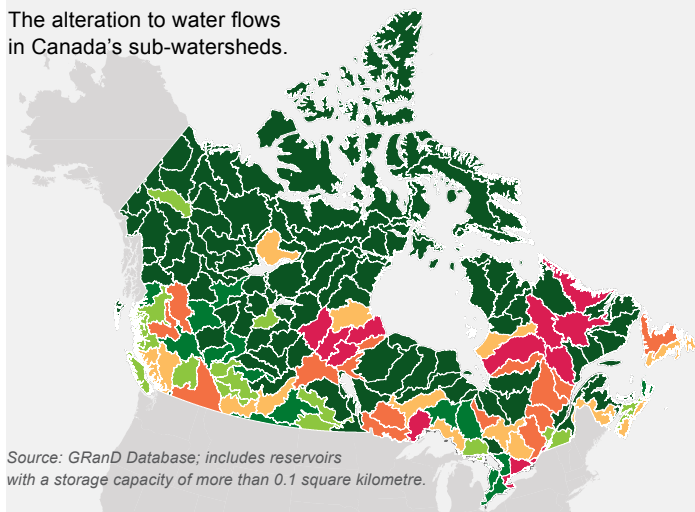 The alteration to water flows
in Canada's sub-watersheds.
Source: GRanD Database; includes reservoirs
with a storage capacity of more than 0.1 square kilometre.